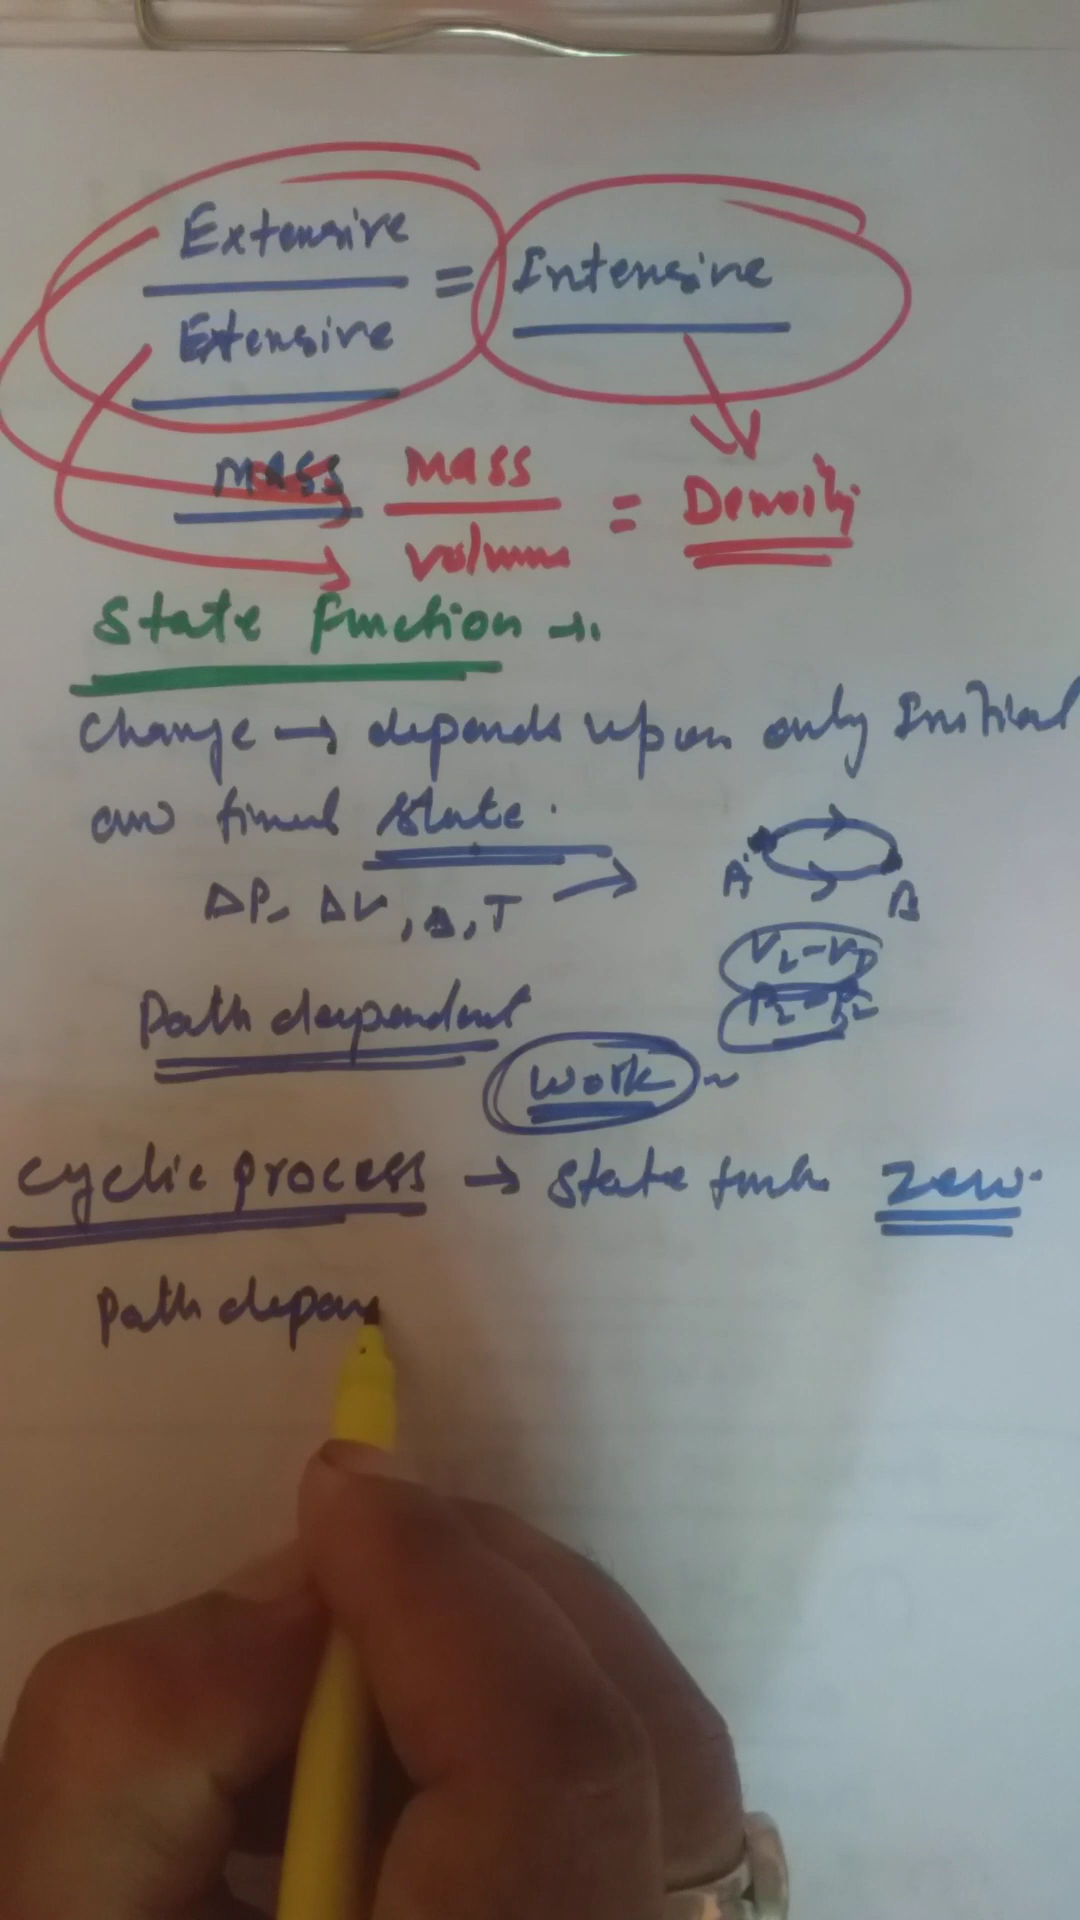 Extensive
= Intensive
Extensive
mass mass
= Density
volume
State function →
Change → depends upon only Initial
and final state.
ΔP, ΔV, Δ, T →
A B
Path dependent
work
cyclic process → state fun zero.
Path depen